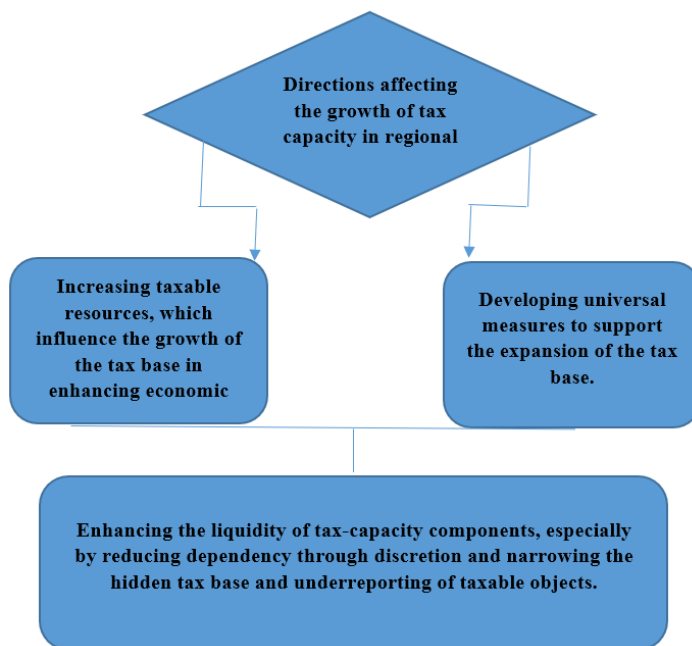 Directions affecting
the growth of tax
capacity in regional
Increasing taxable
resources, which
influence the growth of
the tax base in
enhancing economic
Developing universal
measures to support
the expansion of the tax
base.
Enhancing the liquidity of tax-capacity components, especially
by reducing dependency through discretion and narrowing the
hidden tax base and underreporting of taxable objects.